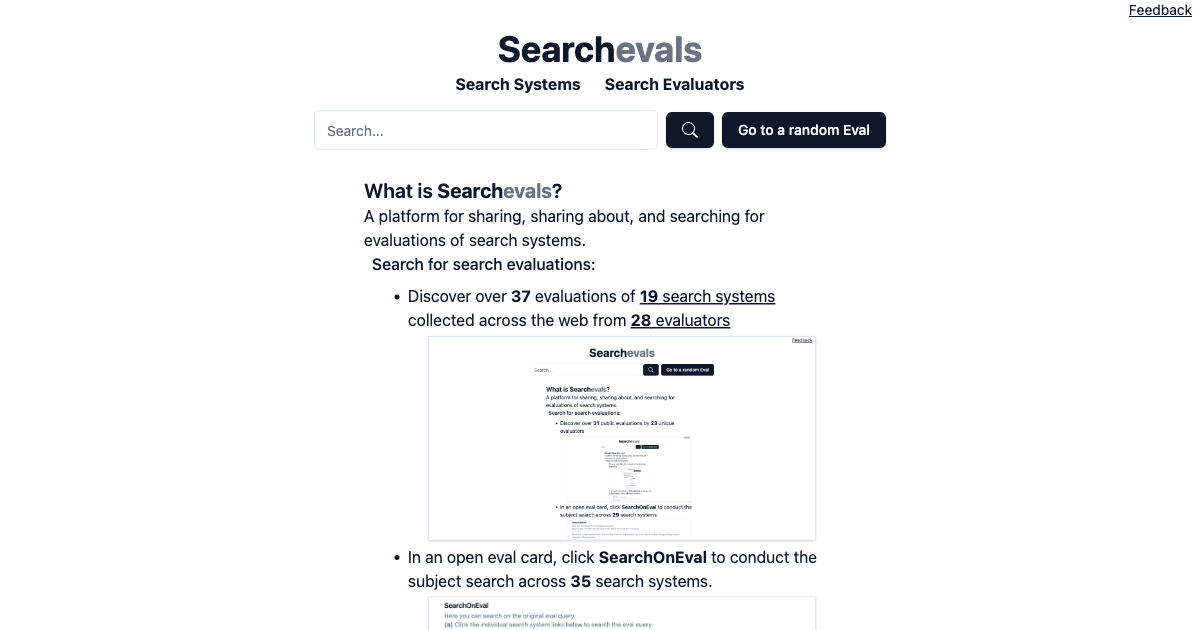 Feedback
Searchevals
Search Systems Search Evaluators
Search... Go to a random Eval
What is Searchevals?
A platform for sharing, sharing about, and searching for
evaluations of search systems.
Search for search evaluations:
• Discover over 37 evaluations of 19 search systems
collected across the web from 28 evaluators
Feedback
Searchevals
Search... Go to a random Eval
What is Searchevals?
A platform for sharing, sharing about, and searching for
evaluations of search systems.
Search for search evaluations:
• Discover over 31 public evaluations by 23 unique
evaluators
Searchevals
• In an open eval card, click SearchOnEval to conduct the
subject search across 29 search systems.
• In an open eval card, click SearchOnEval to conduct the
subject search across 35 search systems.
SearchOnEval
Here you can search on the original eval query.
(a) Click the individual search system links below to search the eval query